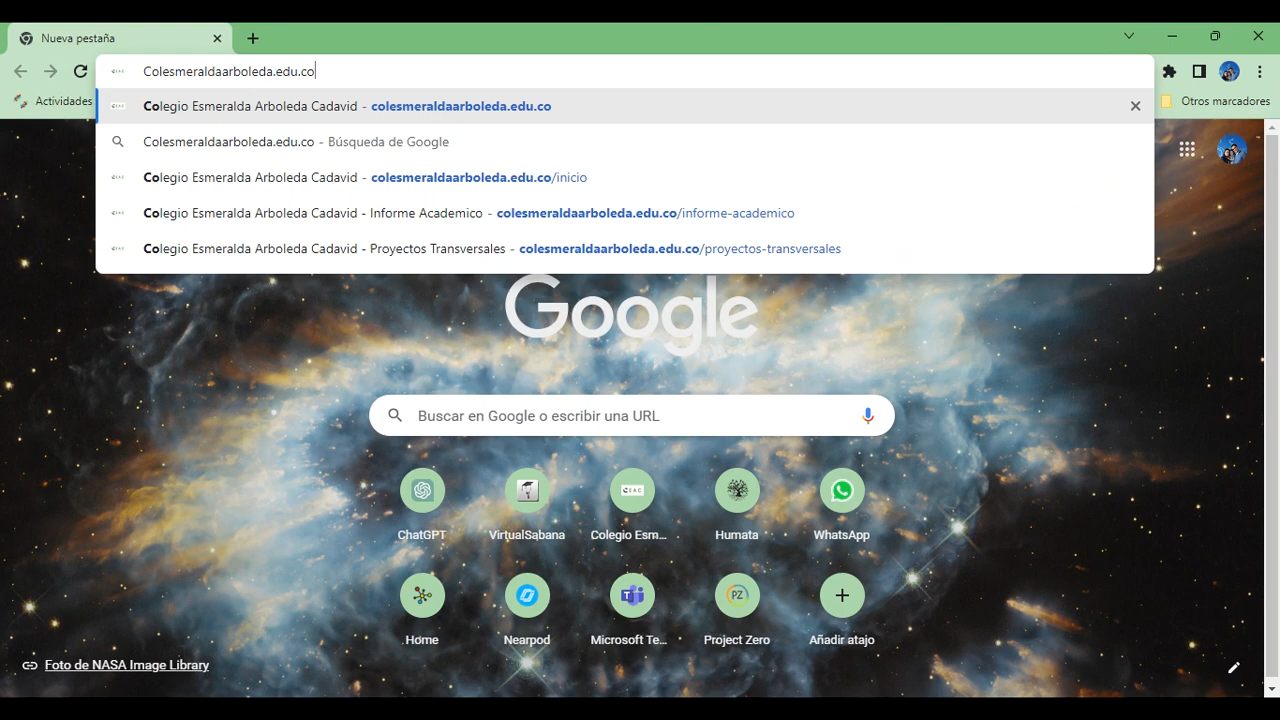 Nueva pestaña
Colesmeraldaarboleda.edu.co
Actividades
Otros marcadores
Colegio Esmeralda Arboleda Cadavid - colesmeraldaarboleda.edu.co
Colesmeraldaarboleda.edu.co - Búsqueda de Google
Colegio Esmeralda Arboleda Cadavid - colesmeraldaarboleda.edu.co/inicio
Colegio Esmeralda Arboleda Cadavid - Informe Academico - colesmeraldaarboleda.edu.co/informe-academico
Colegio Esmeralda Arboleda Cadavid - Proyectos Transversales - colesmeraldaarboleda.edu.co/proyectos-transversales
Google
Buscar en Google o escribir una URL
CEAC
PZ
ChatGPT VirtualSabana Colegio Esm... Humata WhatsApp
Home Nearpod Microsoft Te... Project Zero Añadir atajo
Foto de NASA Image Library